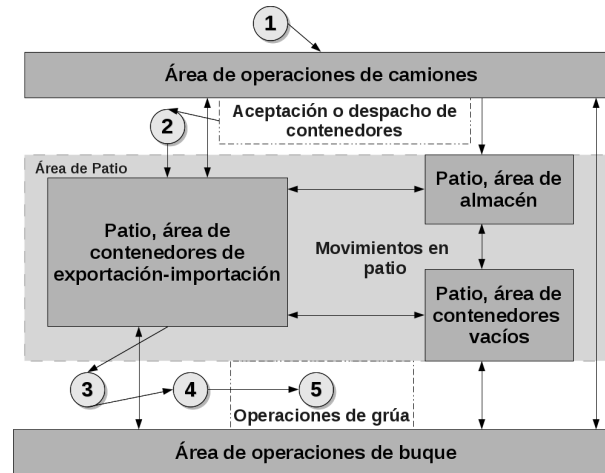 1
Área de operaciones de camiones
Aceptación o despacho de
contenedores
2
Área de Patio
Patio, área de
almacén
Patio, área de
contenedores de
exportación-importación
Movimientos en
patio
Patio, área de
contenedores
vacíos
3
4
5
Operaciones de grúa
Área de operaciones de buque